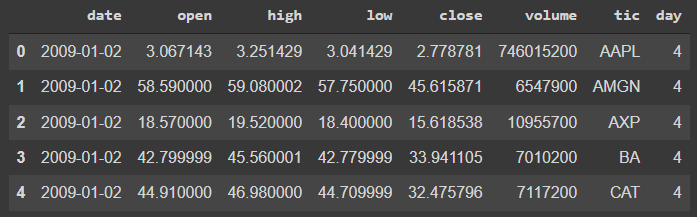 date open high low close volume tic day
0 2009-01-02 3.067143 3.251429 3.041429 2.778781 746015200 AAPL 4
1 2009-01-02 58.590000 59.080002 57.750000 45.615871 6547900 AMGN 4
2 2009-01-02 18.570000 19.520000 18.400000 15.618538 10955700 AXP 4
3 2009-01-02 42.799999 45.560001 42.779999 33.941105 7010200 BA 4
4 2009-01-02 44.910000 46.980000 44.709999 32.475796 7117200 CAT 4